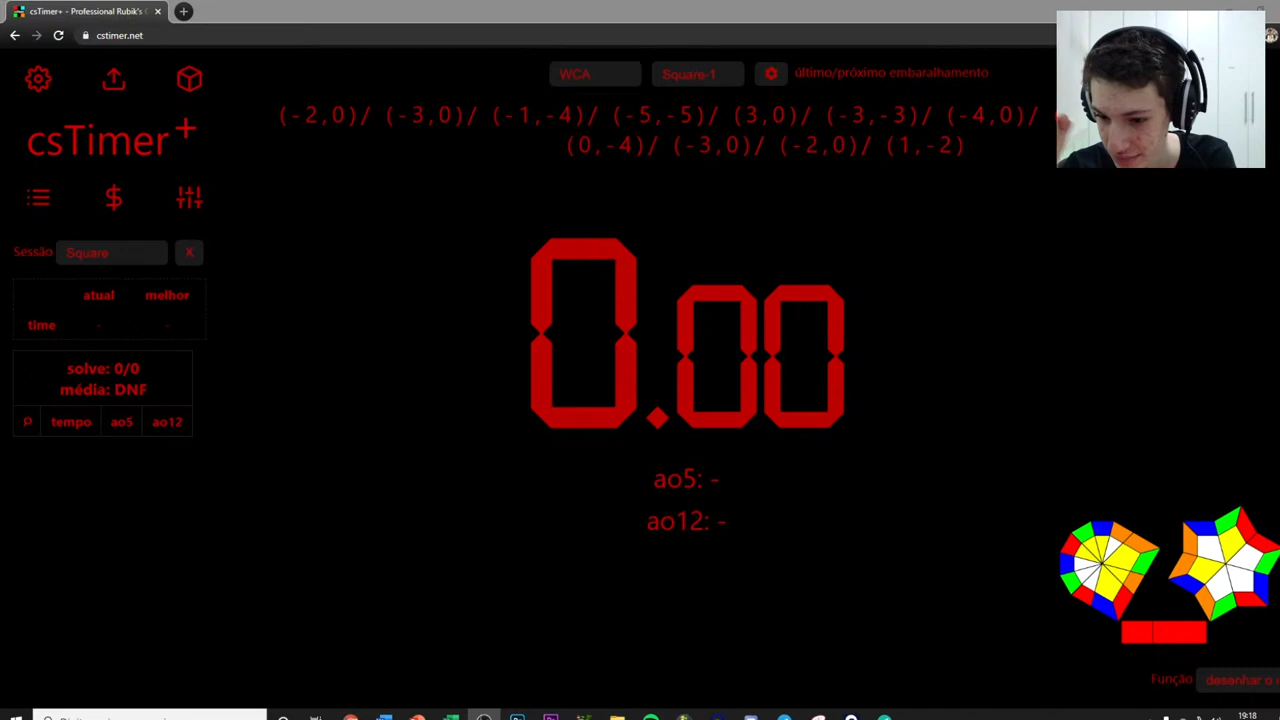 csTimer+ - Professional Rubik's
cstimer.net
WCA
Square-1
último/próximo embaralhamento
(-2,0)/ (-3,0)/ (-1,-4)/ (-5,-5)/ (3,0)/ (-3,-3)/ (-4,0)/
(0,-4)/ (-3,0)/ (-2,0)/ (1,-2)
csTimer+
Sessão Square X
atual melhor
time - -
solve: 0/0
média: DNF
tempo ao5 ao12
0.00
ao5: -
ao12: -
Função desenhar o
19:18